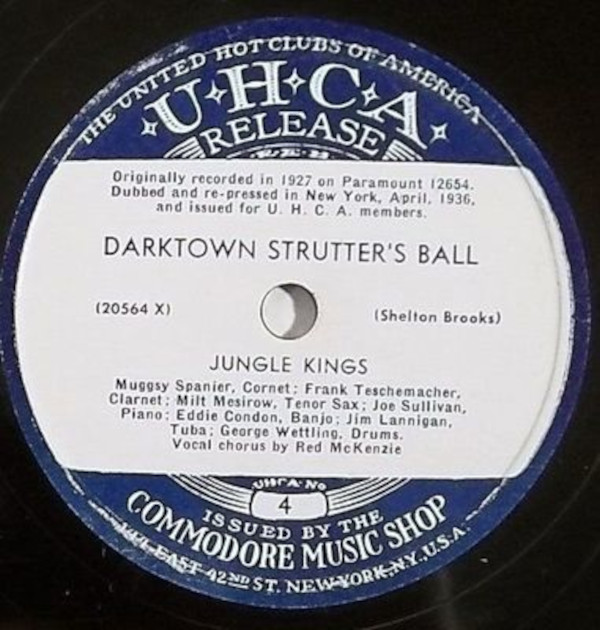 THE UNITED HOT CLUBS OF AMERICA
U·H·C·A·
RELEASE
Originally recorded in 1927 on Paramount 12654.
Dubbed and re-pressed in New York, April, 1936,
and issued for U. H. C. A. members.
DARKTOWN STRUTTER'S BALL
(20564 X)
(Shelton Brooks)
JUNGLE KINGS
Muggsy Spanier, Cornet; Frank Teschemacher,
Clarnet; Milt Mesirow, Tenor Sax; Joe Sullivan,
Piano; Eddie Condon, Banjo; Jim Lannigan,
Tuba; George Wettling, Drums.
Vocal chorus by Red McKenzie
UHCA No
4
ISSUED BY THE
COMMODORE MUSIC SHOP
EAST 42ND ST. NEW YORK, N.Y., U.S.A.